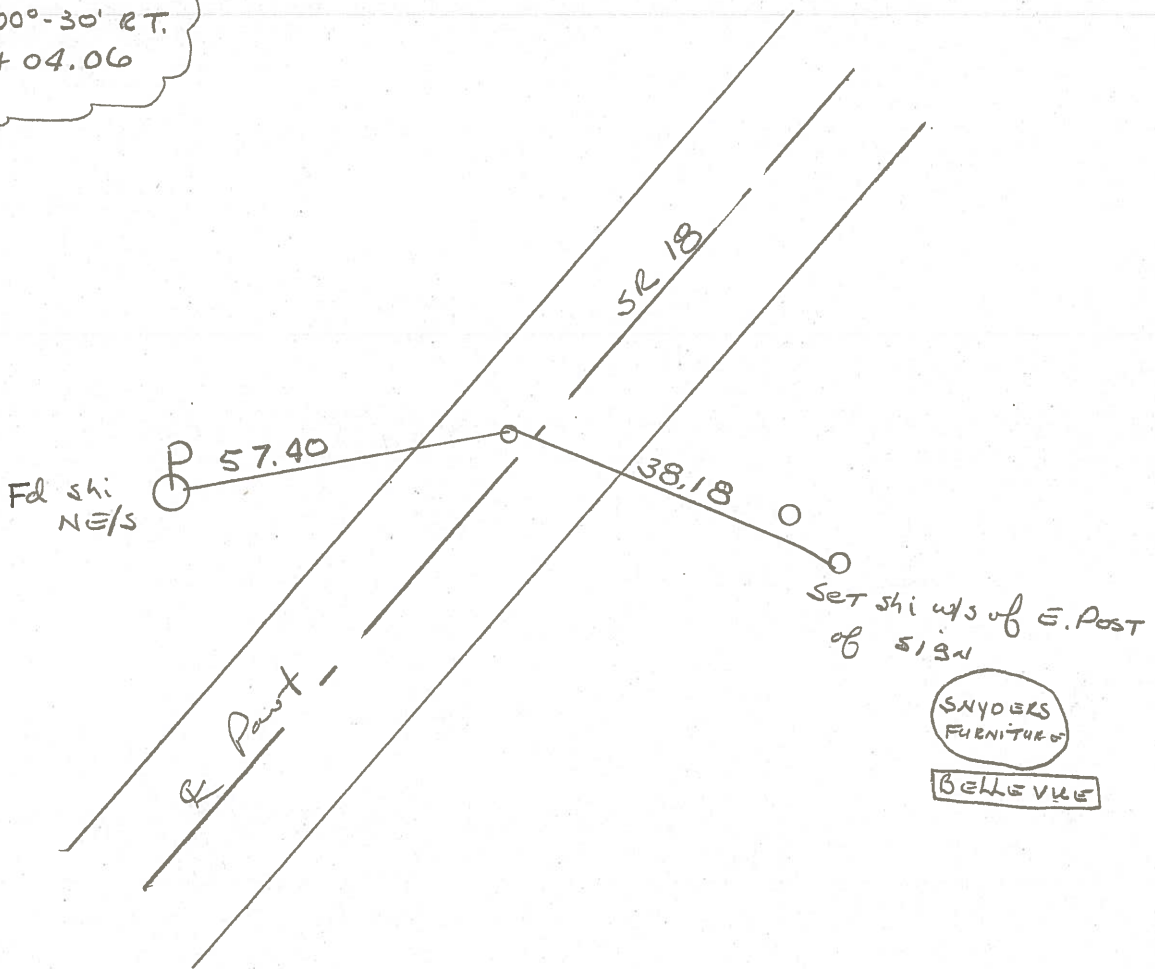 00°-30' RT.
+ 04.06
SR 18
P 57.40
Fd shi
NE/S
38.18
SET shi w/s of E. POST
of SIGN
℄ Pav't
SNYDERS
FURNITURE
BELLEVUE